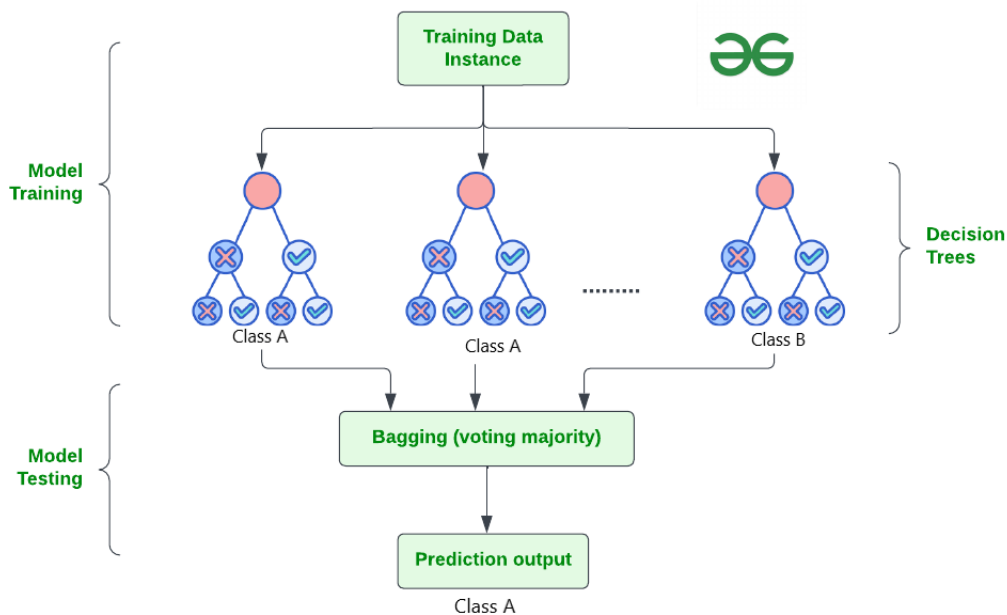 Training Data
Instance
Model
Training
Decision
Trees
Class A
Class A
Class B
Bagging (voting majority)
Model
Testing
Prediction output
Class A